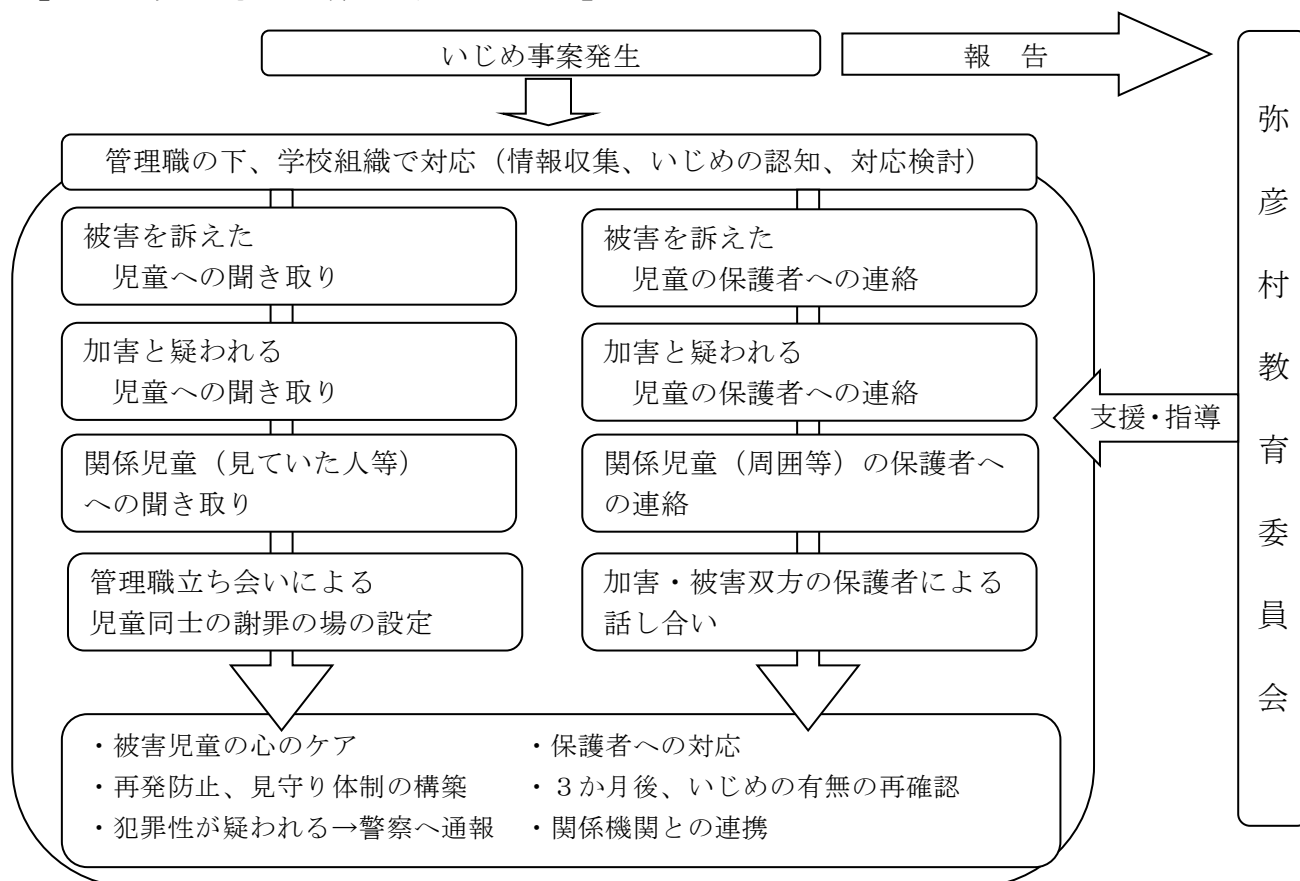 いじめ事案発生
報　告
管理職の下、学校組織で対応（情報収集、いじめの認知、対応検討）
被害を訴えた
児童への聞き取り
被害を訴えた
児童の保護者への連絡
加害と疑われる
児童への聞き取り
加害と疑われる
児童の保護者への連絡
関係児童（見ていた人等）
への聞き取り
関係児童（周囲等）の保護者へ
の連絡
管理職立ち会いによる
児童同士の謝罪の場の設定
加害・被害双方の保護者による
話し合い
・被害児童の心のケア
・再発防止、見守り体制の構築
・犯罪性が疑われる→警察へ通報
・保護者への対応
・３か月後、いじめの有無の再確認
・関係機関との連携
支援・指導
弥彦村教育委員会